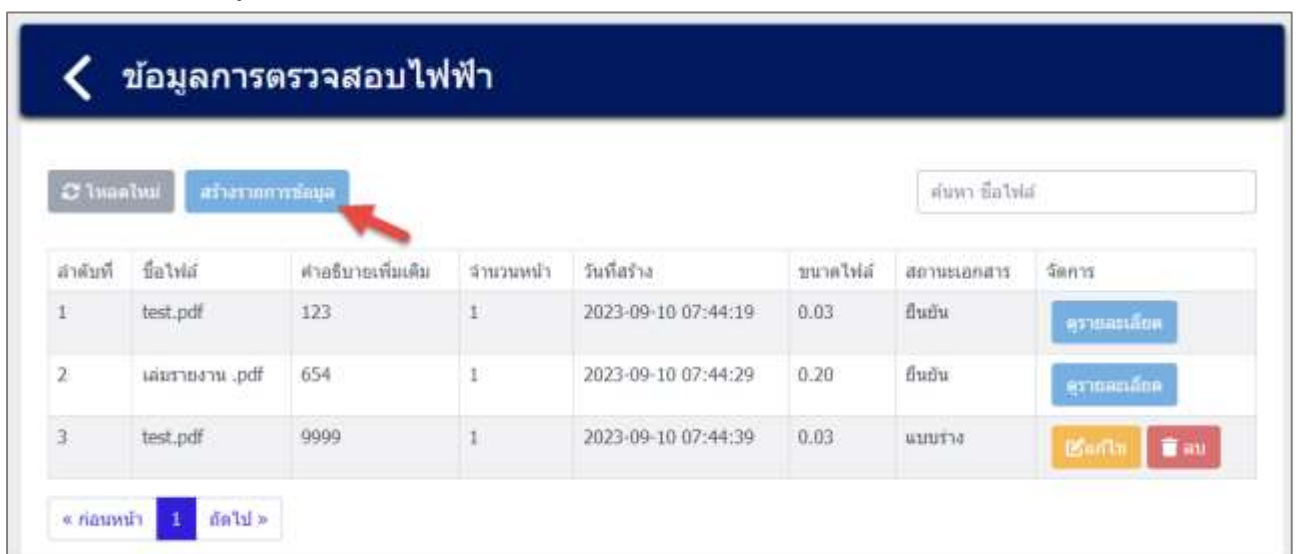 ข้อมูลการตรวจสอบไฟฟ้า
โหลดใหม่ สร้างรายการข้อมูล ค้นหา ชื่อไฟล์
ลำดับที่ ชื่อไฟล์ คำอธิบายเพิ่มเติม จำนวนหน้า วันที่สร้าง ขนาดไฟล์ สถานะเอกสาร จัดการ
1 test.pdf 123 1 2023-09-10 07:44:19 0.03 ยืนยัน ดูรายละเอียด
2 เล่มรายงาน .pdf 654 1 2023-09-10 07:44:29 0.20 ยืนยัน ดูรายละเอียด
3 test.pdf 9999 1 2023-09-10 07:44:39 0.03 แบบร่าง แก้ไข ลบ
« ก่อนหน้า 1 ถัดไป »